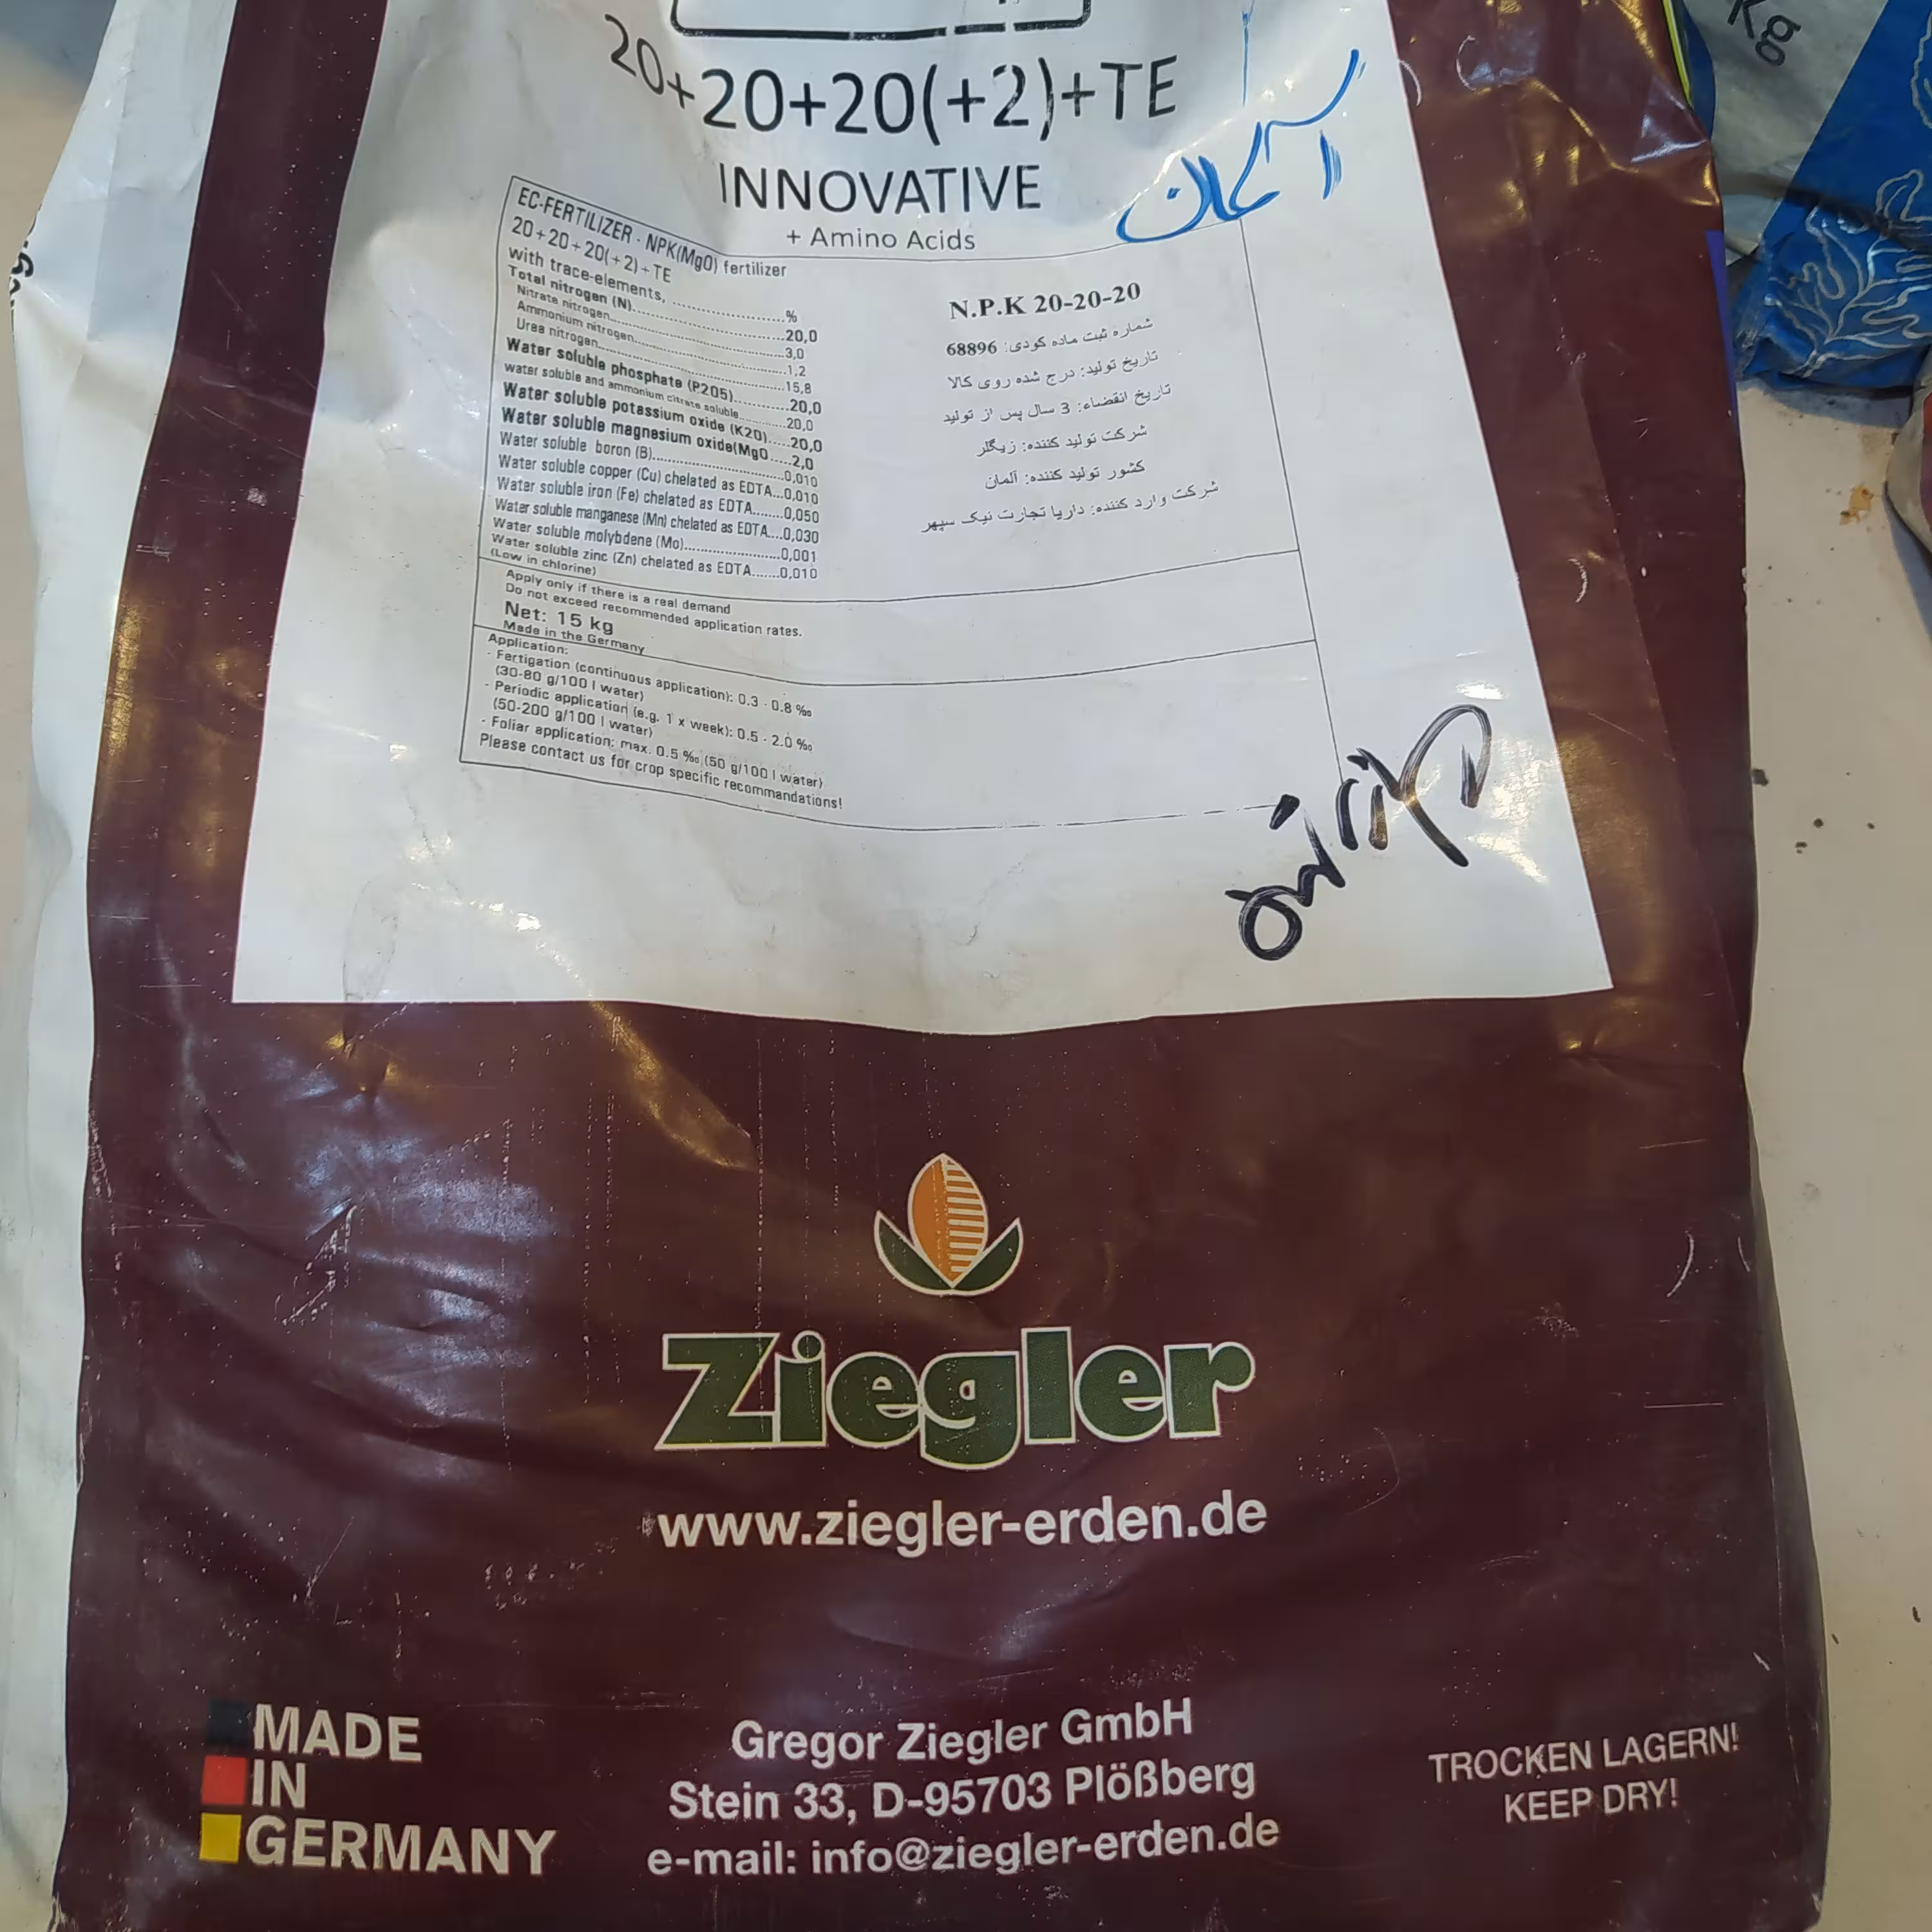 Kg
20+20+20(+2)+TE
INNOVATIVE
+ Amino Acids
آلمان
EC-FERTILIZER - NPK(MgO) fertilizer
20+20+20(+2)+TE
with trace-elements, ........................%
Total nitrogen (N)..............................20,0
Nitrate nitrogen....................................3,0
Ammonium nitrogen................................1,2
Urea nitrogen.......................................15,8
Water soluble phosphate (P2O5)...........20,0
water soluble and ammonium citrate soluble...........20,0
Water soluble potassium oxide (K2O).....20,0
Water soluble magnesium oxide(MgO.....2,0
Water soluble boron (B)............................0,010
Water soluble copper (Cu) chelated as EDTA...0,010
Water soluble iron (Fe) chelated as EDTA........0,050
Water soluble manganese (Mn) chelated as EDTA....0,030
Water soluble molybdene (Mo)......................0,001
Water soluble zinc (Zn) chelated as EDTA.......0,010
(Low in chlorine)
N.P.K 20-20-20
شماره ثبت ماده کودی: 68896
تاریخ تولید: درج شده روی کالا
تاریخ انقضاء: 3 سال پس از تولید
شرکت تولید کننده: زیگلر
کشور تولید کننده: آلمان
شرکت وارد کننده: داریا تجارت نیک سپهر
Apply only if there is a real demand
Do not exceed recommended application rates.
Net: 15 kg
Made in the Germany
Application:
- Fertigation (continuous application): 0.3 - 0.8 ‰
(30-80 g/100 l water)
- Periodic application (e.g. 1 x week): 0.5 - 2.0 ‰
(50-200 g/100 l water)
- Foliar application: max. 0.5 ‰ (50 g/100 l water)
Please contact us for crop specific recommandations!
Ziegler
www.ziegler-erden.de
MADE
IN
GERMANY
Gregor Ziegler GmbH
Stein 33, D-95703 Plößberg
e-mail: info@ziegler-erden.de
TROCKEN LAGERN!
KEEP DRY!